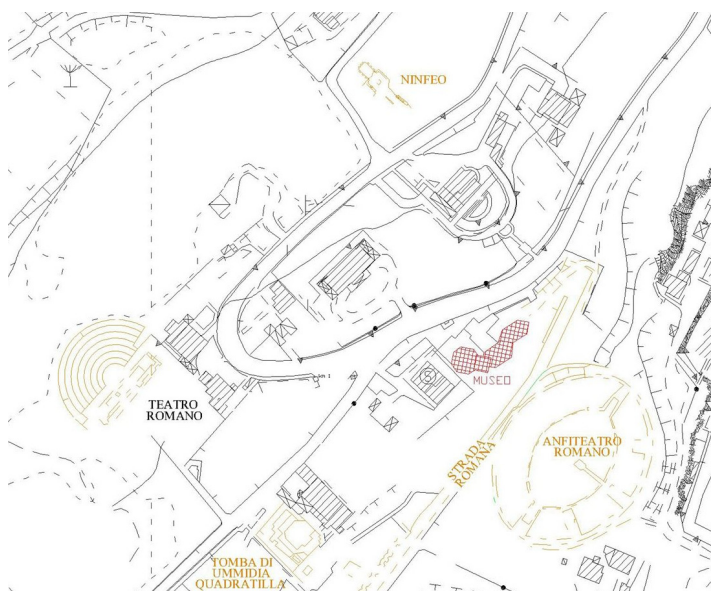 NINFEO
TEATRO
ROMANO
MUSEO
STRADA
ROMANA
ANFITEATRO
ROMANO
TOMBA DI
UMMIDIA
QUADRATILLA